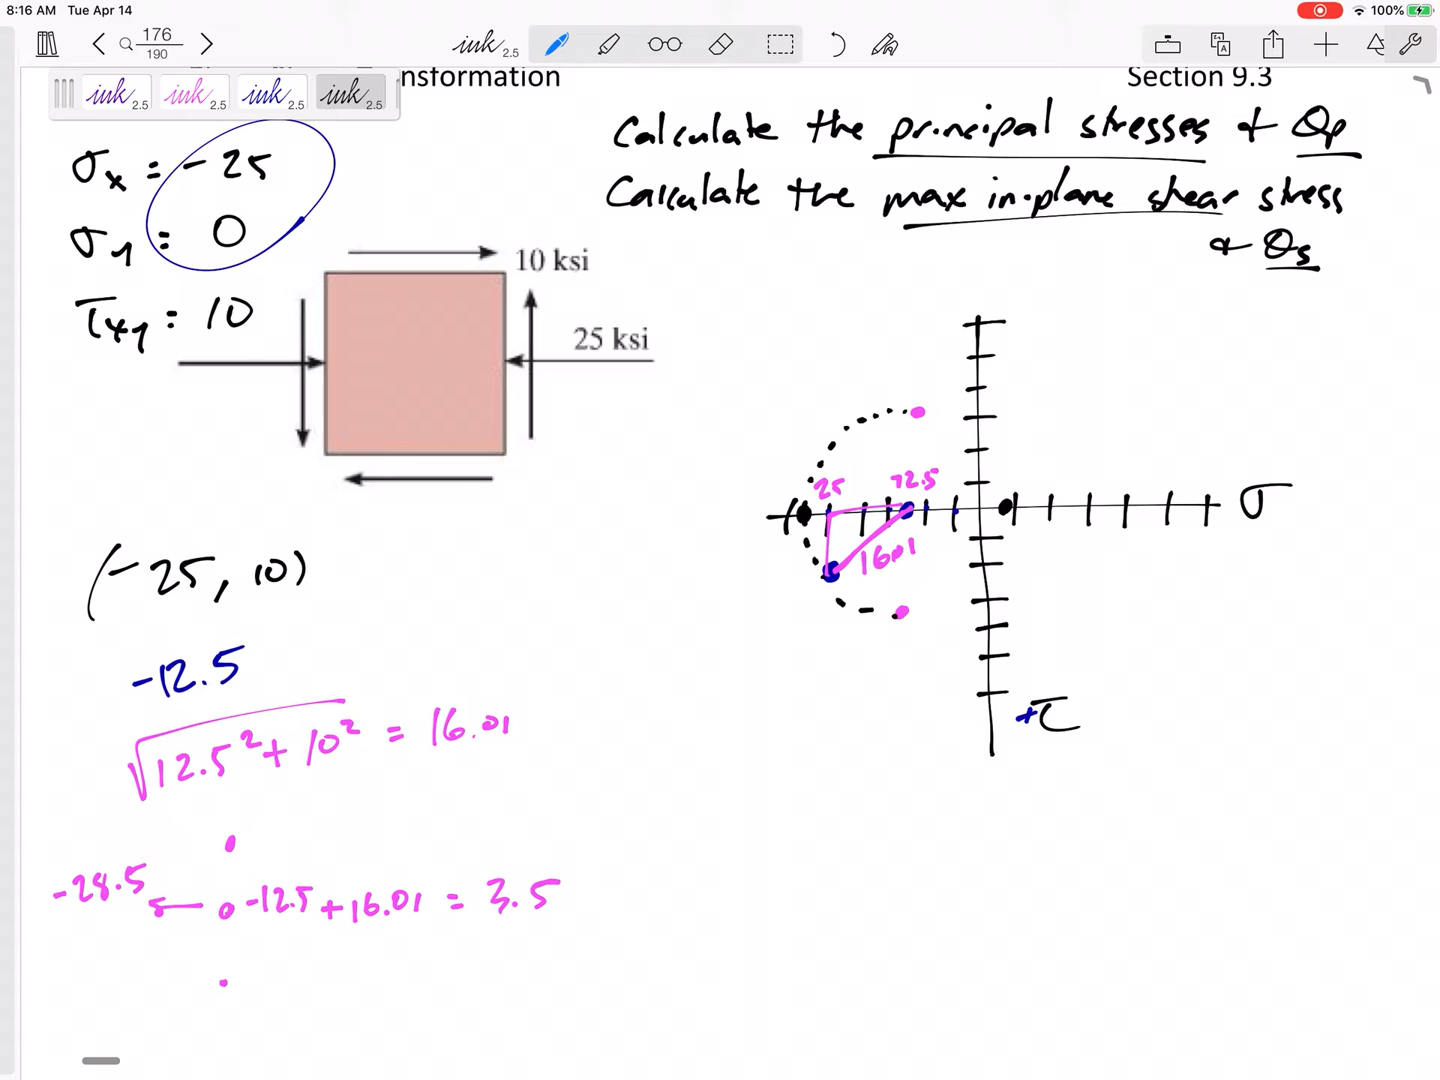 8:16 AM Tue Apr 14
100%
176
190
ink 2.5
ink 2.5
ink 2.5
ink 2.5
ink 2.5
nsformation
Section 9.3
Calculate the principal stresses + θp
Calculate the max in-plane shear stress
+ θs
σx = -25
σy = 0
τxy = 10
10 ksi
25 ksi
25
12.5
16.01
σ
+τ
(-25, 10)
-12.5
√12.5² + 10² = 16.01
-28.5 ← -12.5 + 16.01 = 3.5